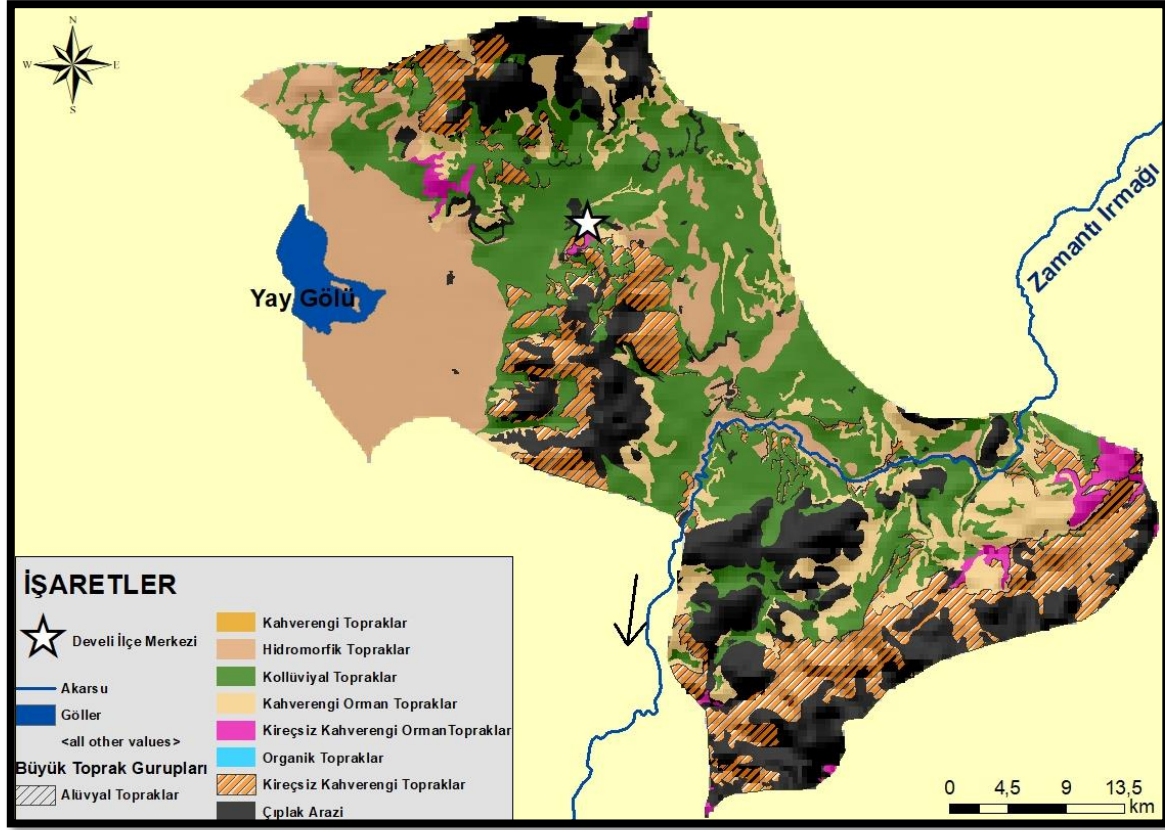 N
W E
S
Zamantı Irmağı
Yay Gölü
İŞARETLER
Develi İlçe Merkezi
Akarsu
Göller
<all other values>
Büyük Toprak Gurupları
Alüvyal Topraklar
Kahverengi Topraklar
Hidromorfik Topraklar
Kollüviyal Topraklar
Kahverengi Orman Topraklar
Kireçsiz Kahverengi OrmanTopraklar
Organik Topraklar
Kireçsiz Kahverengi Topraklar
Çıplak Arazi
0 4,5 9 13,5
km